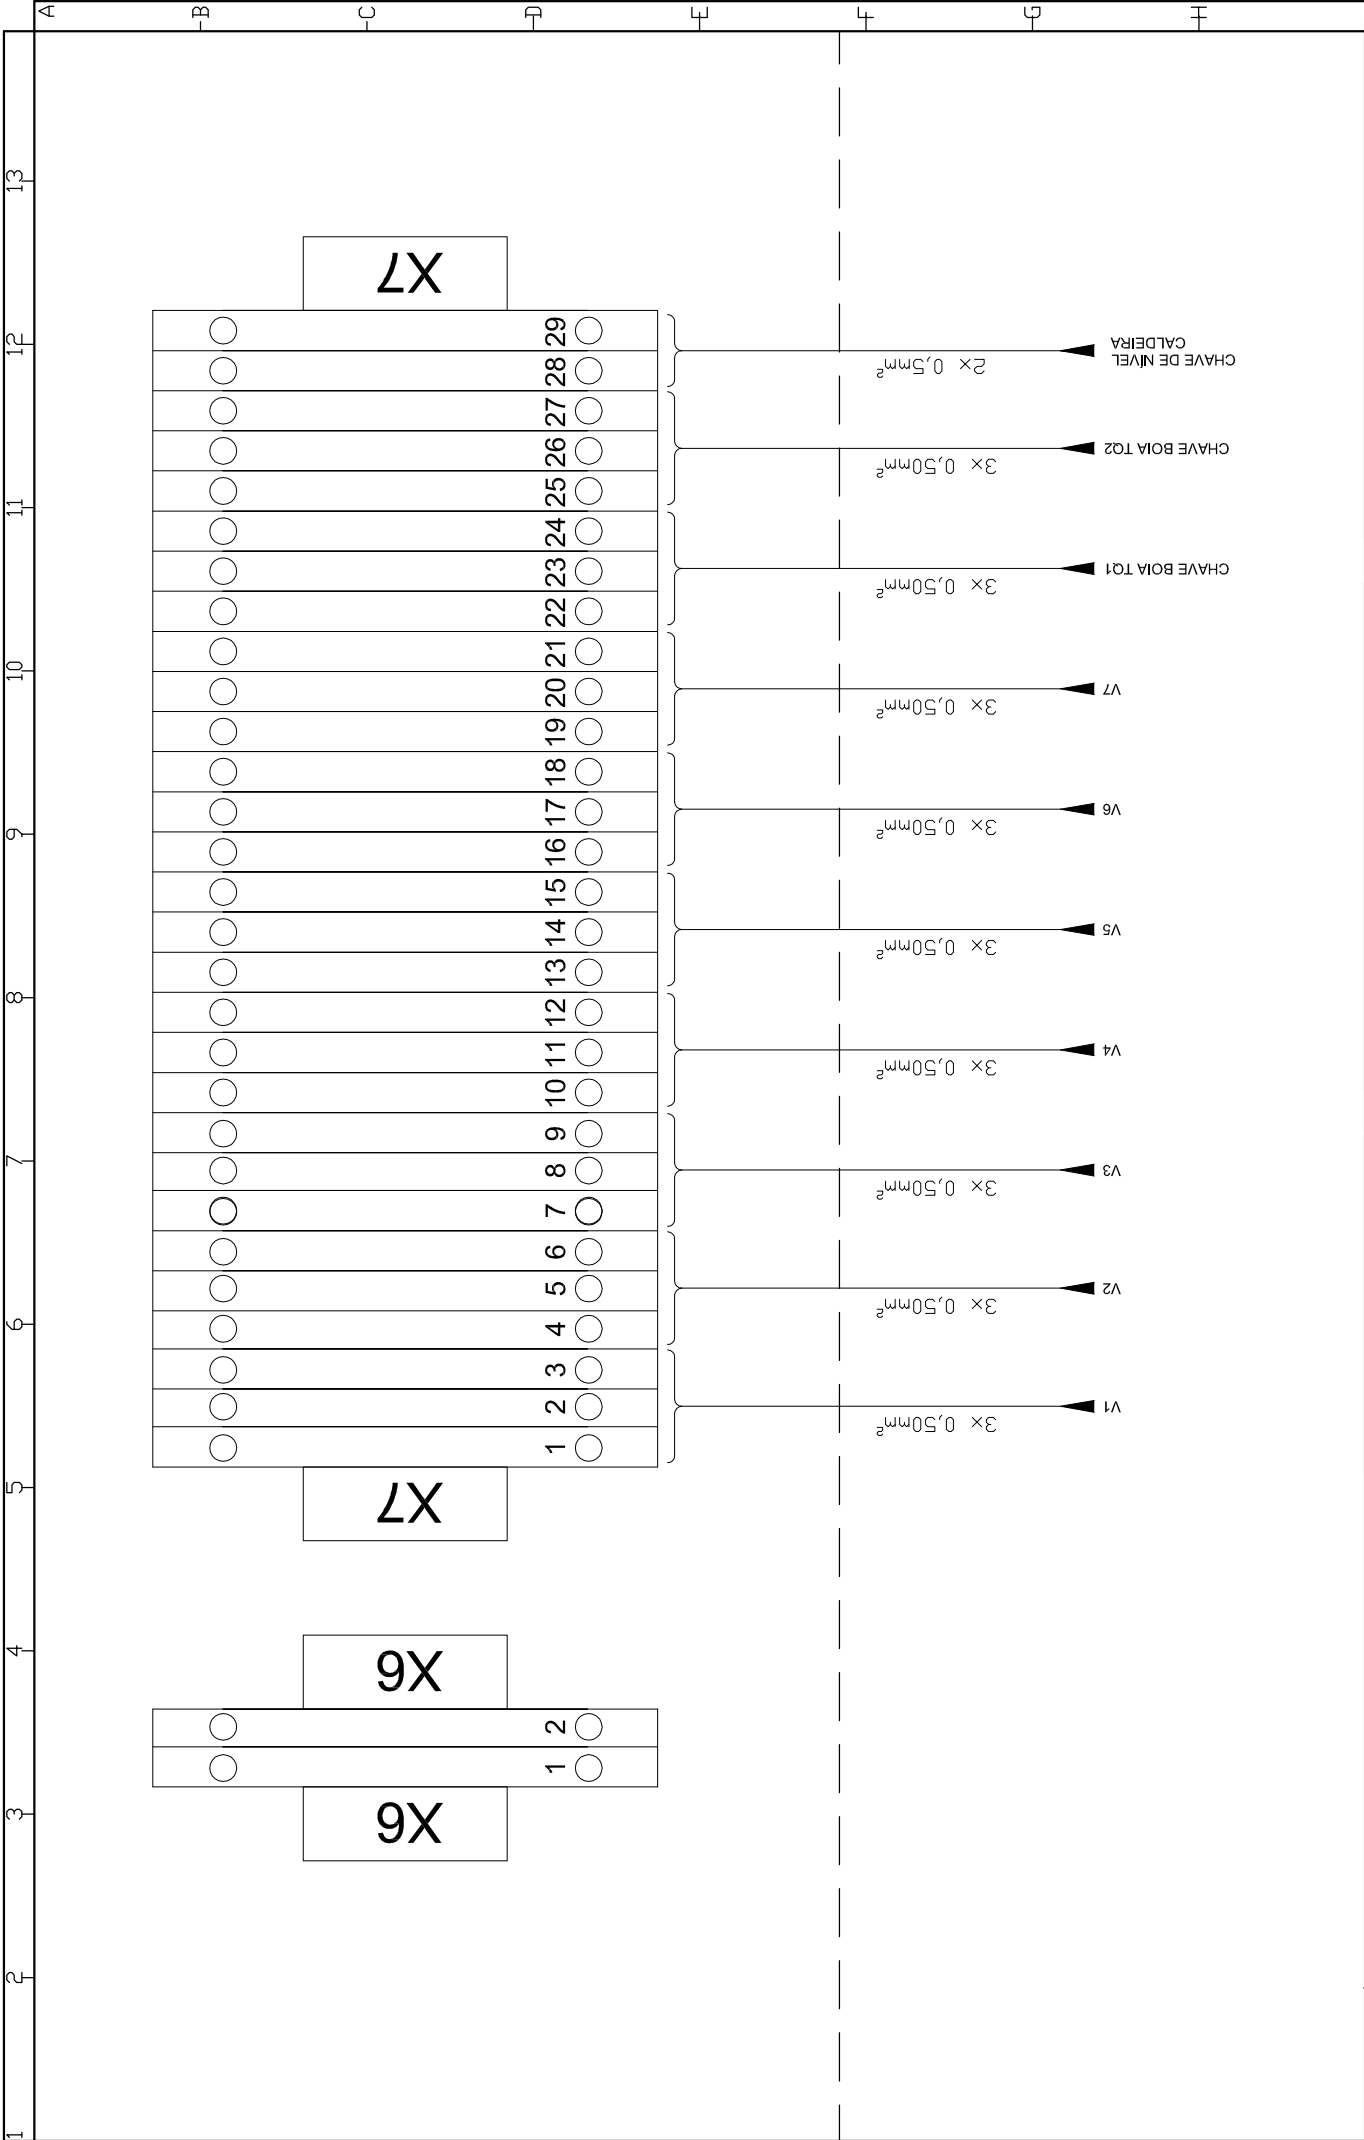 A
B
C
D
E
F
G
H
13
12
11
10
9
8
7
6
5
4
3
2
1
X7
29
28
27
26
25
24
23
22
21
20
19
18
17
16
15
14
13
12
11
10
9
8
7
6
5
4
3
2
1
X7
X6
2
1
X6
2x 0,5mm²
CHAVE DE NÍVEL
CALDEIRA
3x 0,50mm²
CHAVE BOIA TQ2
3x 0,50mm²
CHAVE BOIA TQ1
3x 0,50mm²
V7
3x 0,50mm²
V6
3x 0,50mm²
V5
3x 0,50mm²
V4
3x 0,50mm²
V3
3x 0,50mm²
V2
3x 0,50mm²
V1